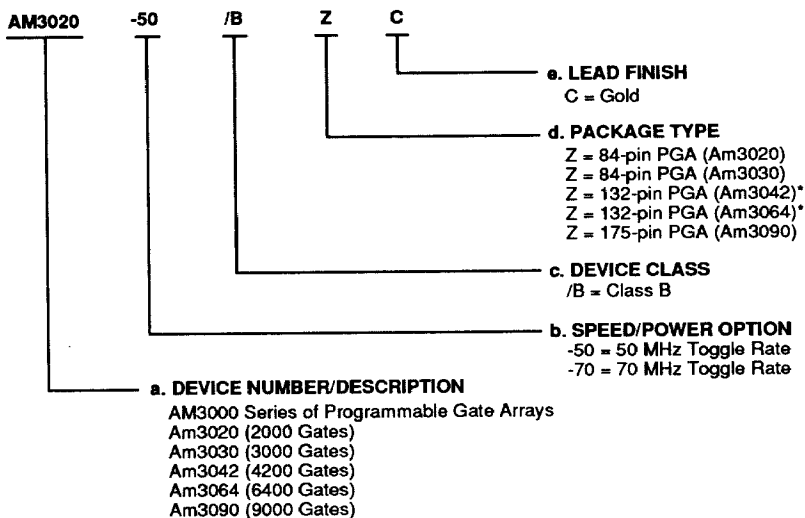 AM3020 -50 /B Z C
e. LEAD FINISH
C = Gold
d. PACKAGE TYPE
Z = 84-pin PGA (Am3020)
Z = 84-pin PGA (Am3030)
Z = 132-pin PGA (Am3042)*
Z = 132-pin PGA (Am3064)*
Z = 175-pin PGA (Am3090)
c. DEVICE CLASS
/B = Class B
b. SPEED/POWER OPTION
-50 = 50 MHz Toggle Rate
-70 = 70 MHz Toggle Rate
a. DEVICE NUMBER/DESCRIPTION
AM3000 Series of Programmable Gate Arrays
Am3020 (2000 Gates)
Am3030 (3000 Gates)
Am3042 (4200 Gates)
Am3064 (6400 Gates)
Am3090 (9000 Gates)